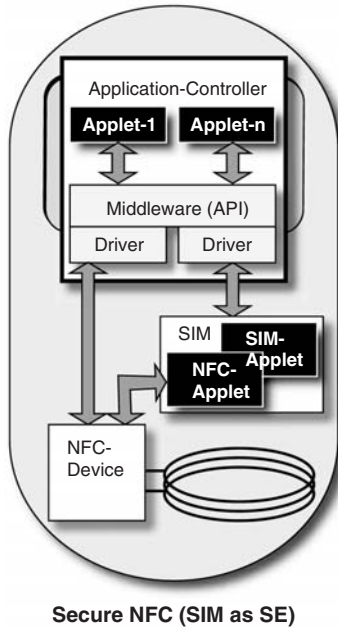 Application-Controller
Applet-1 Applet-n
Middleware (API)
Driver Driver
SIM
SIM-
Applet
NFC-
Applet
NFC-
Device
Secure NFC (SIM as SE)